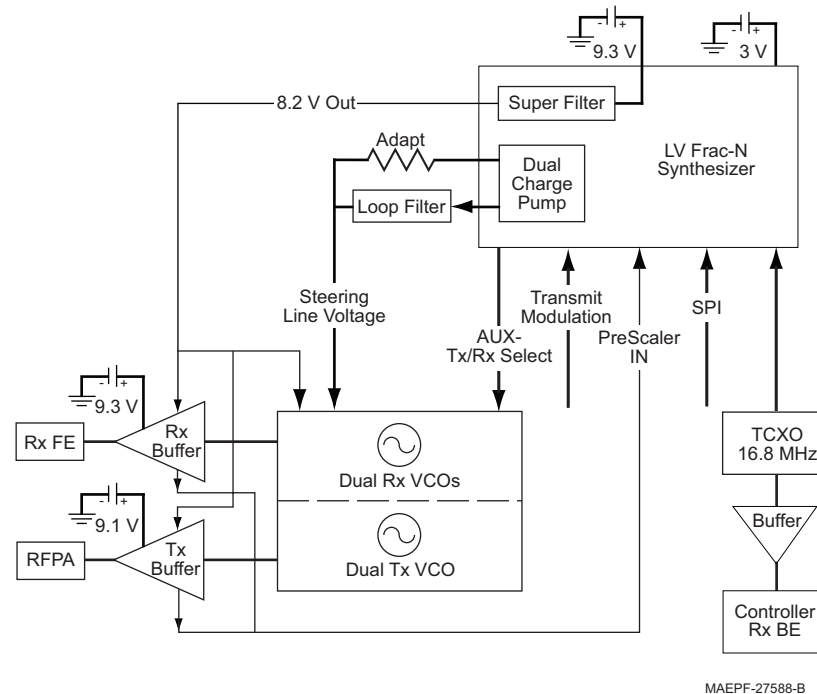 - +
9.3 V
- +
3 V
8.2 V Out
Super Filter
LV Frac-N
Synthesizer
Adapt
Dual
Charge
Pump
Loop Filter
Steering
Line Voltage
AUX-
Tx/Rx Select
Transmit
Modulation
PreScaler
IN
SPI
- +
9.3 V
Rx FE
Rx
Buffer
Dual Rx VCOs
TCXO
16.8 MHz
- +
9.1 V
RFPA
Tx
Buffer
Dual Tx VCO
Buffer
Controller
Rx BE
MAEPF-27588-B